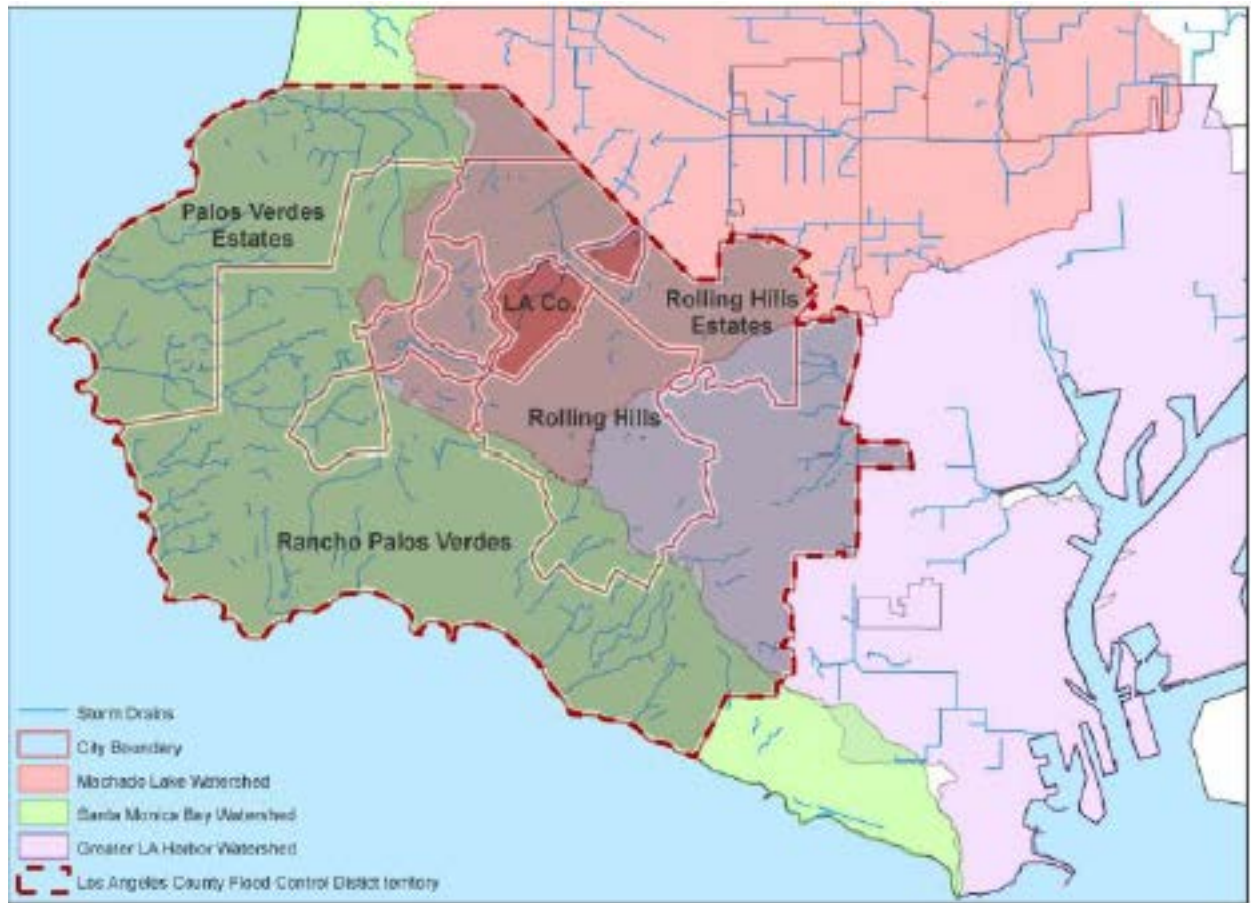 Palos Verdes
Estates
LA Co.
Rolling Hills
Estates
Rolling Hills
Rancho Palos Verdes
Storm Drains
City Boundary
Machado Lake Watershed
Santa Monica Bay Watershed
Greater LA Harbor Watershed
Los Angeles County Flood Control District territory